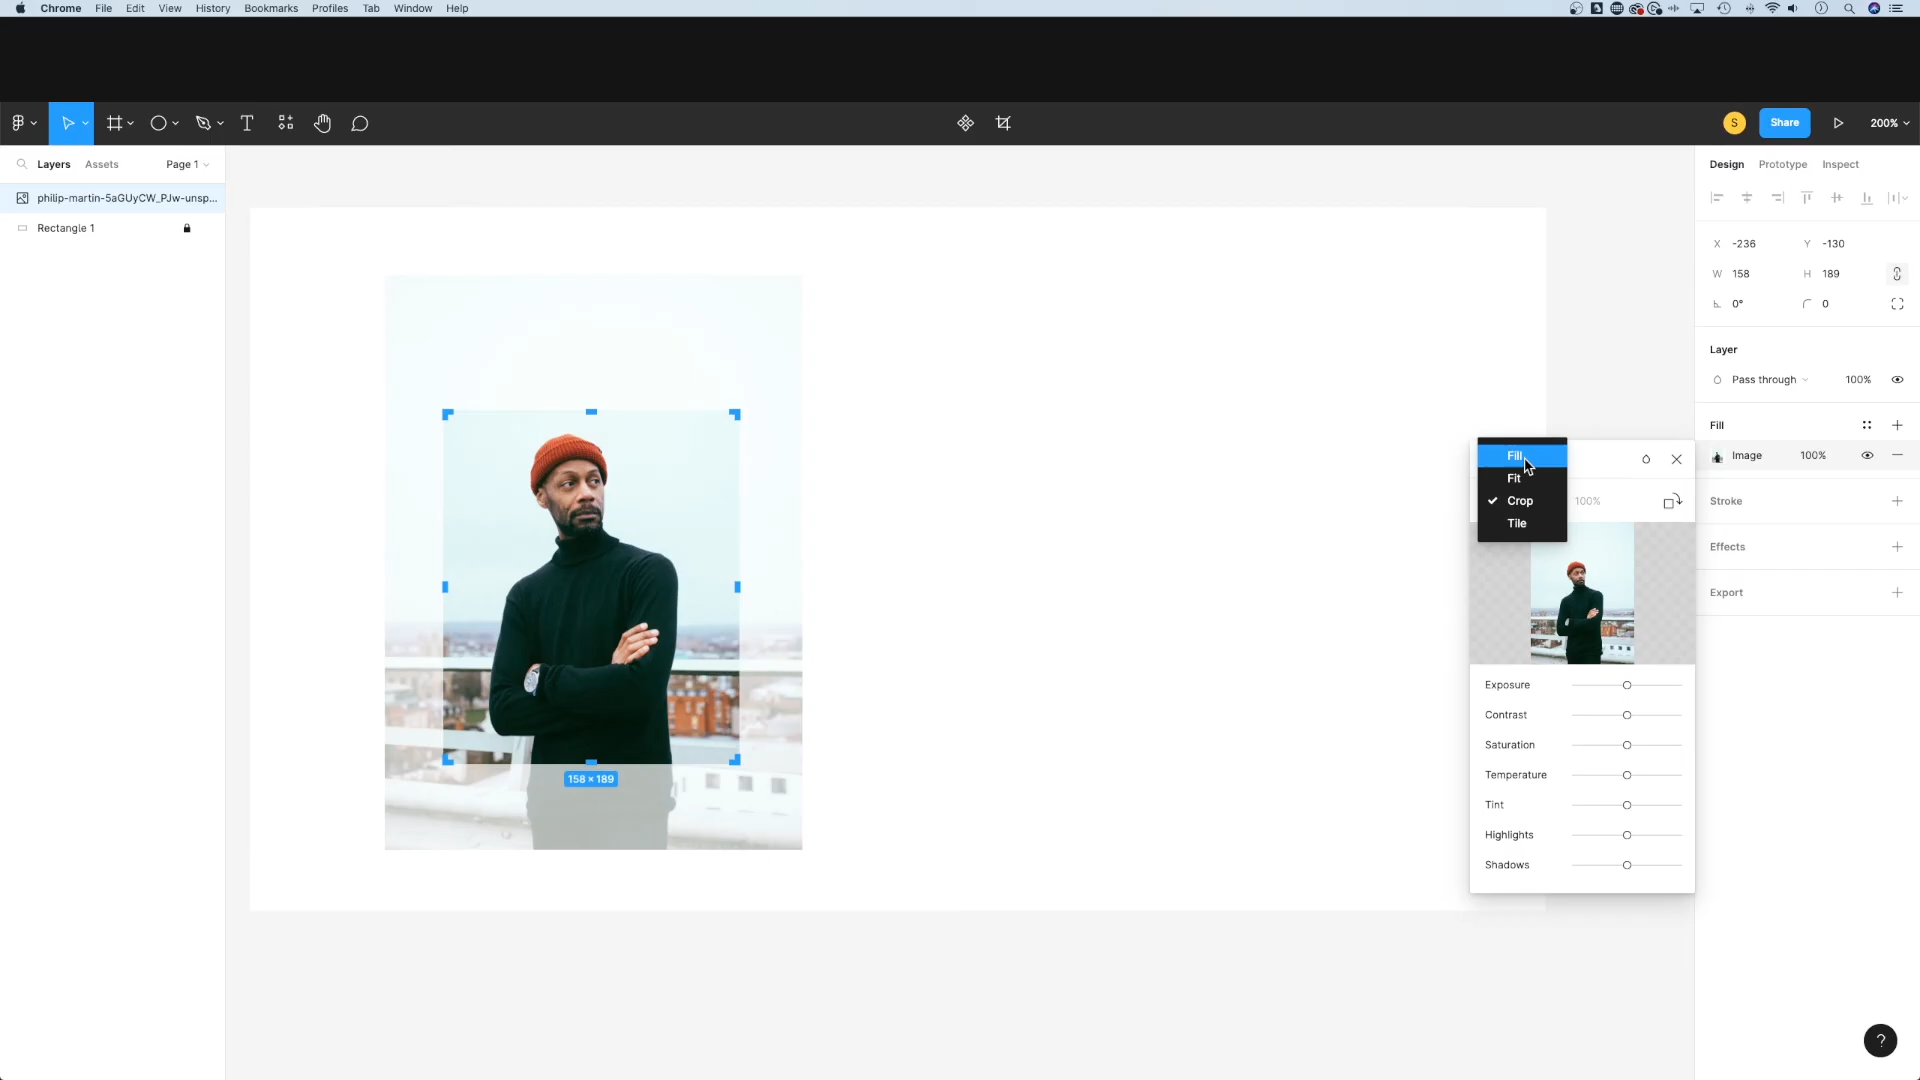 Chrome File Edit View History Bookmarks Profiles Tab Window Help
S Share 200%
Layers Assets Page 1
Design Prototype Inspect
philip-martin-5aGUyCW_PJw-unsp...
Rectangle 1
X -236 Y -130
W 158 H 189
0° 0
Layer
Pass through 100%
Fill
Image 100%
Stroke
Effects
Export
Fill
Fit
Crop
Tile
100%
Exposure
Contrast
Saturation
Temperature
Tint
Highlights
Shadows
158 × 189
?